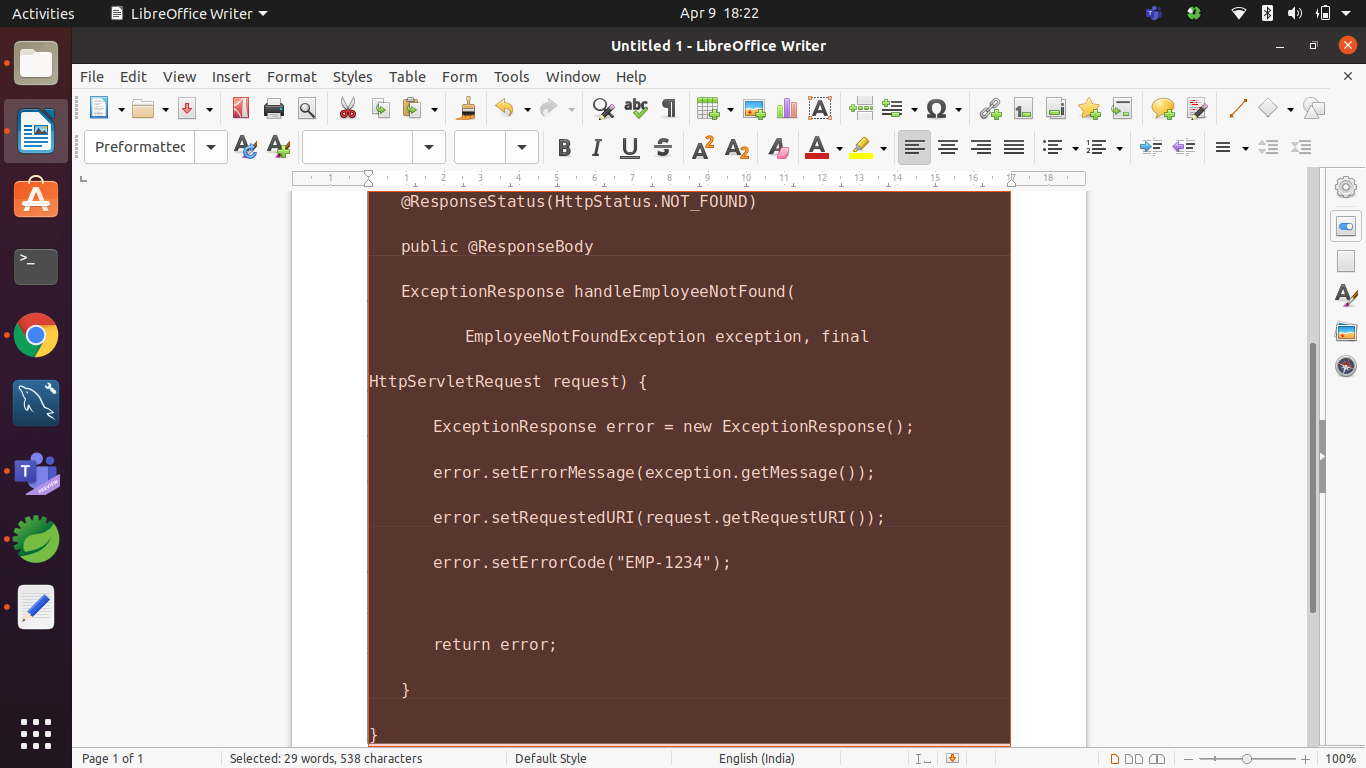 Activities
LibreOffice Writer
Apr 9 18:22
Untitled 1 - LibreOffice Writer
File Edit View Insert Format Styles Table Form Tools Window Help
abc
Preformatted
1 1 2 3 4 5 6 7 8 9 10 11 12 13 14 15 16 17 18
@ResponseStatus(HttpStatus.NOT_FOUND)
public @ResponseBody
ExceptionResponse handleEmployeeNotFound(
EmployeeNotFoundException exception, final
HttpServletRequest request) {
ExceptionResponse error = new ExceptionResponse();
error.setErrorMessage(exception.getMessage());
error.setRequestedURI(request.getRequestURI());
error.setErrorCode("EMP-1234");
return error;
}
}
PREVIEW
Page 1 of 1
Selected: 29 words, 538 characters
Default Style
English (India)
100%